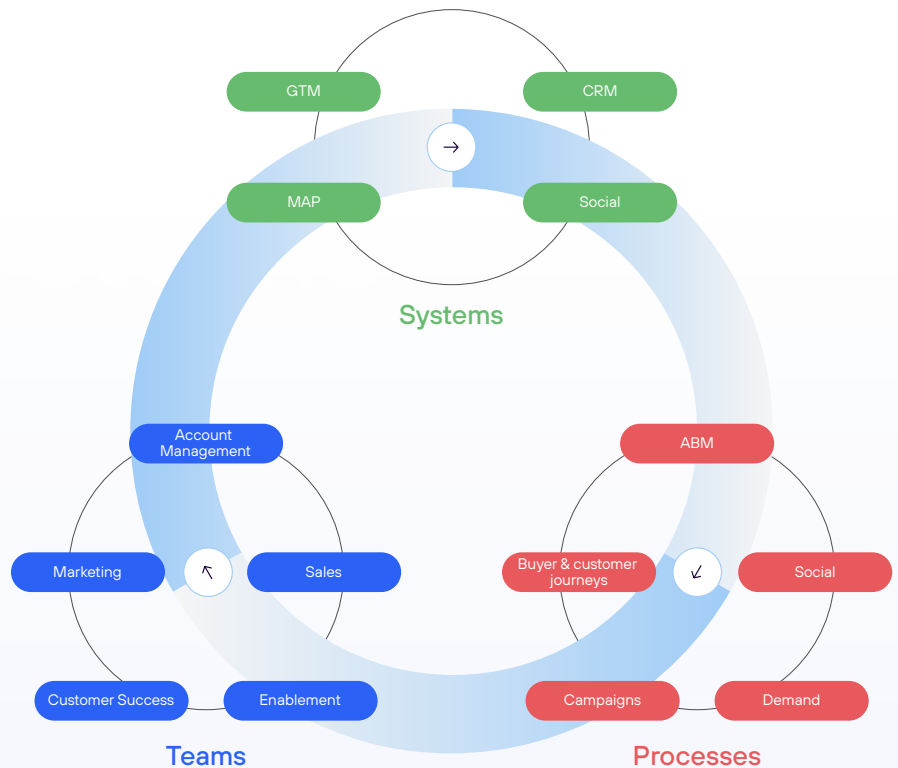 GTM
CRM
MAP
Social
Systems
Account
Management
Marketing
Sales
Customer Success
Enablement
Teams
ABM
Buyer & customer
journeys
Social
Campaigns
Demand
Processes